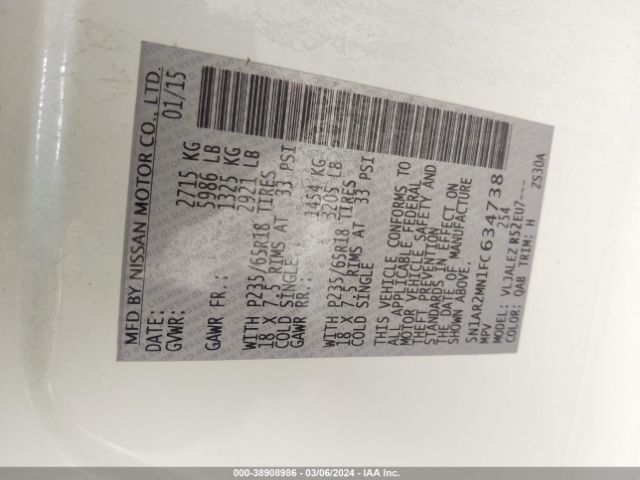 MFD BY NISSAN MOTOR CO., LTD.
DATE: 01/15
GVWR: 2715 KG
5986 LB
GAWR FR.: 1325 KG
2921 LB
WITH P235/65R18 TIRES
18 X 7.5 RIMS AT
COLD SINGLE 33 PSI
GAWR RR.: 1454 KG
3205 LB
WITH P235/65R18 TIRES
18 X 7.5 RIMS AT
COLD SINGLE 33 PSI
THIS VEHICLE CONFORMS TO
ALL APPLICABLE FEDERAL
MOTOR VEHICLE SAFETY AND
THEFT PREVENTION
STANDARDS IN EFFECT ON
THE DATE OF MANUFACTURE
SHOWN ABOVE.
5N1AR2MN1FC634738
MPV 254
MODEL: VLJALEZ R52EU7---
COLOR: QAB TRIM: H ZS30A
000-38908986 - 03/06/2024 - IAA Inc.